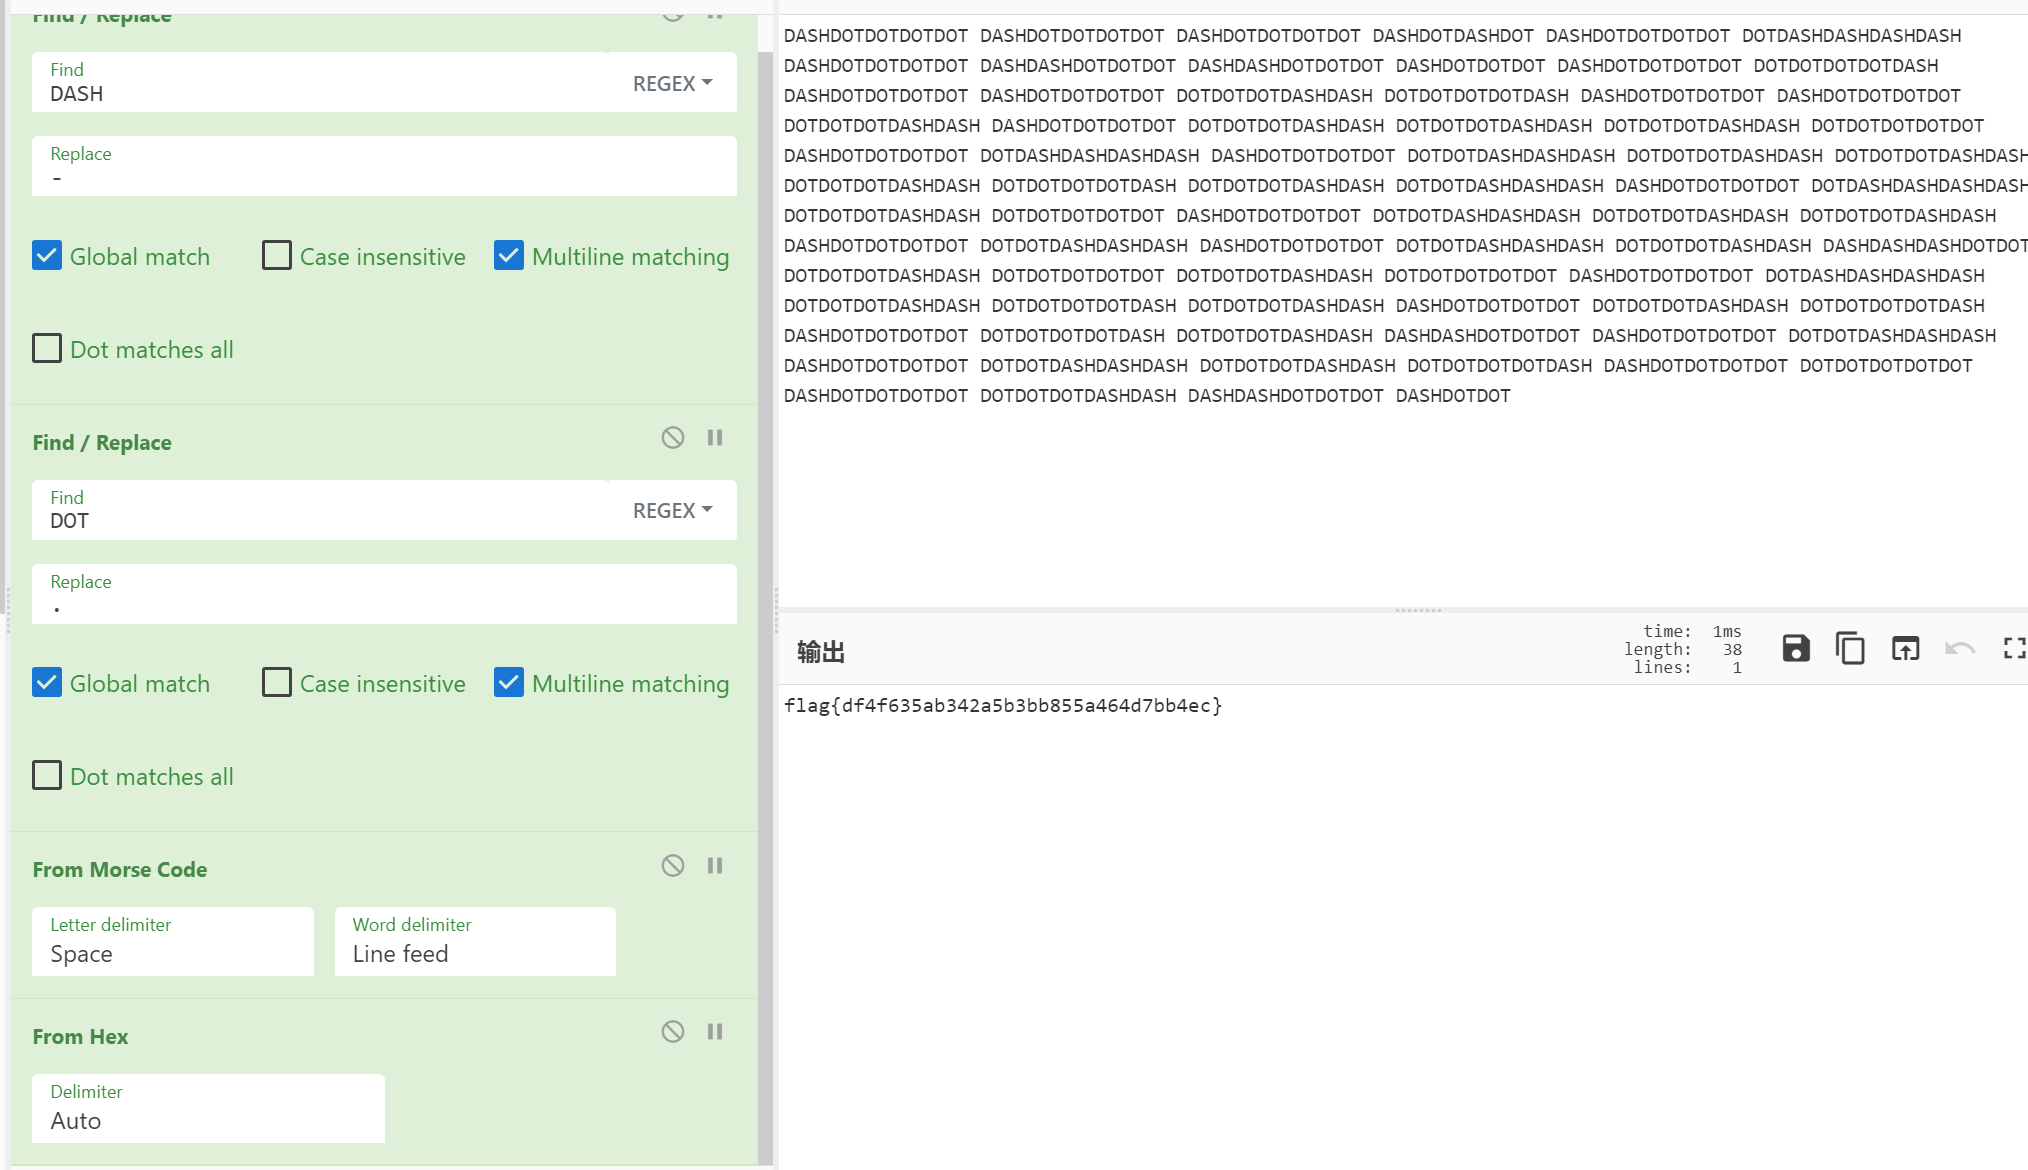 Find / Replace
Find
DASH
REGEX
Replace
-
Global match
Case insensitive
Multiline matching
Dot matches all
Find / Replace
Find
DOT
REGEX
Replace
.
Global match
Case insensitive
Multiline matching
Dot matches all
From Morse Code
Letter delimiter
Space
Word delimiter
Line feed
From Hex
Delimiter
Auto
DASHDOTDOTDOTDOT DASHDOTDOTDOTDOT DASHDOTDOTDOTDOT DASHDOTDASHDOT DASHDOTDOTDOTDOT DOTDASHDASHDASHDASH
DASHDOTDOTDOTDOT DASHDASHDOTDOTDOT DASHDASHDOTDOTDOT DASHDOTDOTDOT DASHDOTDOTDOTDOT DOTDOTDOTDOTDASH
DASHDOTDOTDOTDOT DASHDOTDOTDOTDOT DOTDOTDOTDASHDASH DOTDOTDOTDOTDASH DASHDOTDOTDOTDOT DASHDOTDOTDOTDOT
DOTDOTDOTDASHDASH DASHDOTDOTDOTDOT DOTDOTDOTDASHDASH DOTDOTDOTDASHDASH DOTDOTDOTDASHDASH DOTDOTDOTDOTDOT
DASHDOTDOTDOTDOT DOTDASHDASHDASHDASH DASHDOTDOTDOTDOT DOTDOTDASHDASHDASH DOTDOTDOTDASHDASH DOTDOTDOTDASHDASH
DOTDOTDOTDASHDASH DOTDOTDOTDOTDASH DOTDOTDOTDASHDASH DOTDOTDASHDASHDASH DASHDOTDOTDOTDOT DOTDASHDASHDASHDASH
DOTDOTDOTDASHDASH DOTDOTDOTDOTDOT DASHDOTDOTDOTDOT DOTDOTDASHDASHDASH DOTDOTDOTDASHDASH DOTDOTDOTDASHDASH
DASHDOTDOTDOTDOT DOTDOTDASHDASHDASH DASHDOTDOTDOTDOT DOTDOTDASHDASHDASH DOTDOTDOTDASHDASH DASHDASHDASHDOTDOT
DOTDOTDOTDASHDASH DOTDOTDOTDOTDOT DOTDOTDOTDASHDASH DOTDOTDOTDOTDOT DASHDOTDOTDOTDOT DOTDASHDASHDASHDASH
DOTDOTDOTDASHDASH DOTDOTDOTDOTDASH DOTDOTDOTDASHDASH DASHDOTDOTDOTDOT DOTDOTDOTDASHDASH DOTDOTDOTDOTDASH
DASHDOTDOTDOTDOT DOTDOTDOTDOTDASH DOTDOTDOTDASHDASH DASHDASHDOTDOTDOT DASHDOTDOTDOTDOT DOTDOTDASHDASHDASH
DASHDOTDOTDOTDOT DOTDOTDASHDASHDASH DOTDOTDOTDASHDASH DOTDOTDOTDOTDASH DASHDOTDOTDOTDOT DOTDOTDOTDOTDOT
DASHDOTDOTDOTDOT DOTDOTDOTDASHDASH DASHDASHDOTDOTDOT DASHDOTDOT
输出
time: 1ms
length: 38
lines: 1
flag{df4f635ab342a5b3bb855a464d7bb4ec}